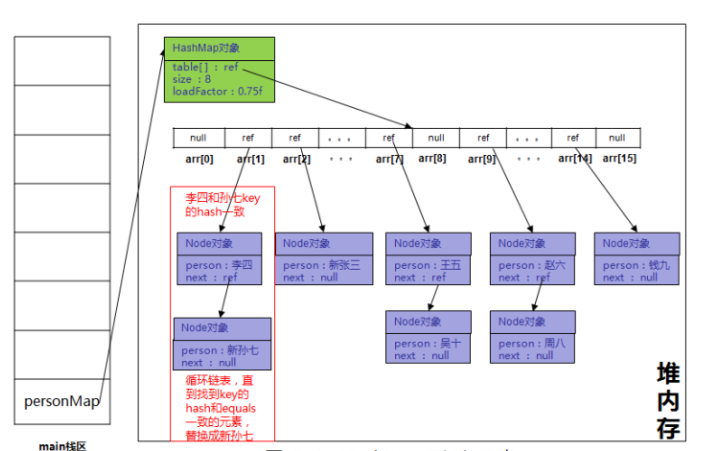 HashMap对象
table[] : ref
size : 8
loadFactor : 0.75f
null ref ref . . . ref null ref . . . ref null
arr[0] arr[1] arr[2] . . . arr[7] arr[8] arr[9] . . . arr[14] arr[15]
李四和孙七key
的hash一致
Node对象
person : 李四
next : ref
Node对象
person : 新张三
next : null
Node对象
person : 王五
next : ref
Node对象
person : 赵六
next : ref
Node对象
person : 钱九
next : null
Node对象
person : 新孙七
next : null
Node对象
person : 吴十
next : null
Node对象
person : 周八
next : null
循环链表，直
到找到key的
hash和equals
一致的元素，
替换成新孙七
personMap
main栈区
堆
内
存